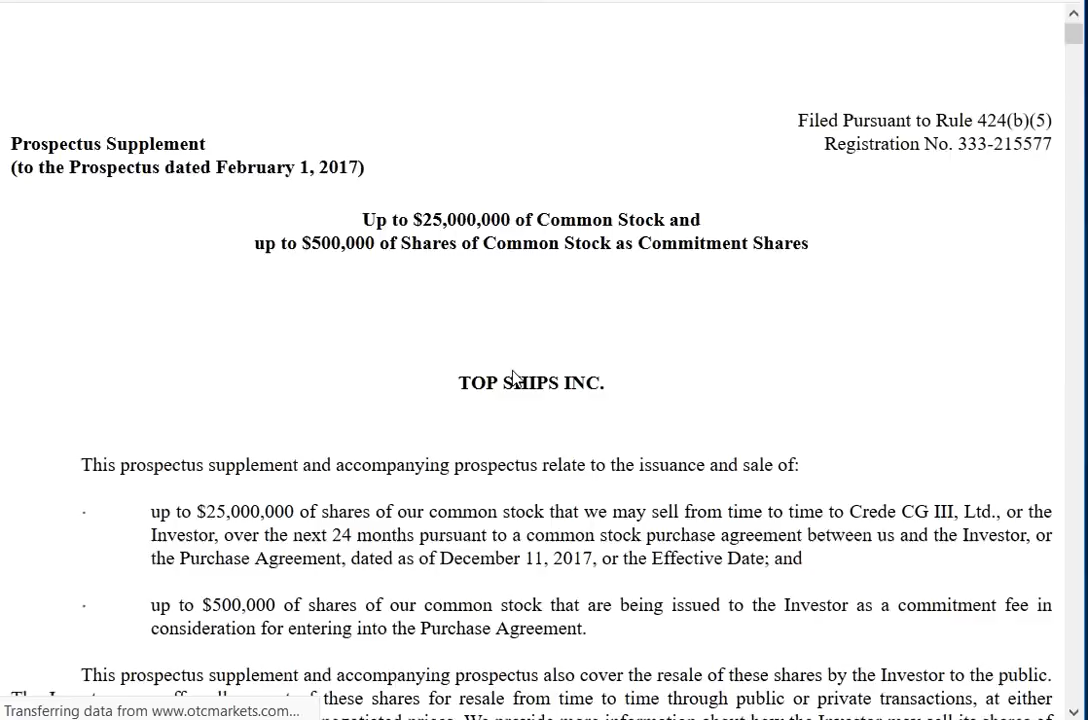 Filed Pursuant to Rule 424(b)(5)
Prospectus Supplement
Registration No. 333-215577
(to the Prospectus dated February 1, 2017)
Up to $25,000,000 of Common Stock and
up to $500,000 of Shares of Common Stock as Commitment Shares
TOP SHIPS INC.
This prospectus supplement and accompanying prospectus relate to the issuance and sale of:
· up to $25,000,000 of shares of our common stock that we may sell from time to time to Crede CG III, Ltd., or the
Investor, over the next 24 months pursuant to a common stock purchase agreement between us and the Investor, or
the Purchase Agreement, dated as of December 11, 2017, or the Effective Date; and
· up to $500,000 of shares of our common stock that are being issued to the Investor as a commitment fee in
consideration for entering into the Purchase Agreement.
This prospectus supplement and accompanying prospectus also cover the resale of these shares by the Investor to the public.
these shares for resale from time to time through public or private transactions, at either
Transferring data from www.otcmarkets.com...